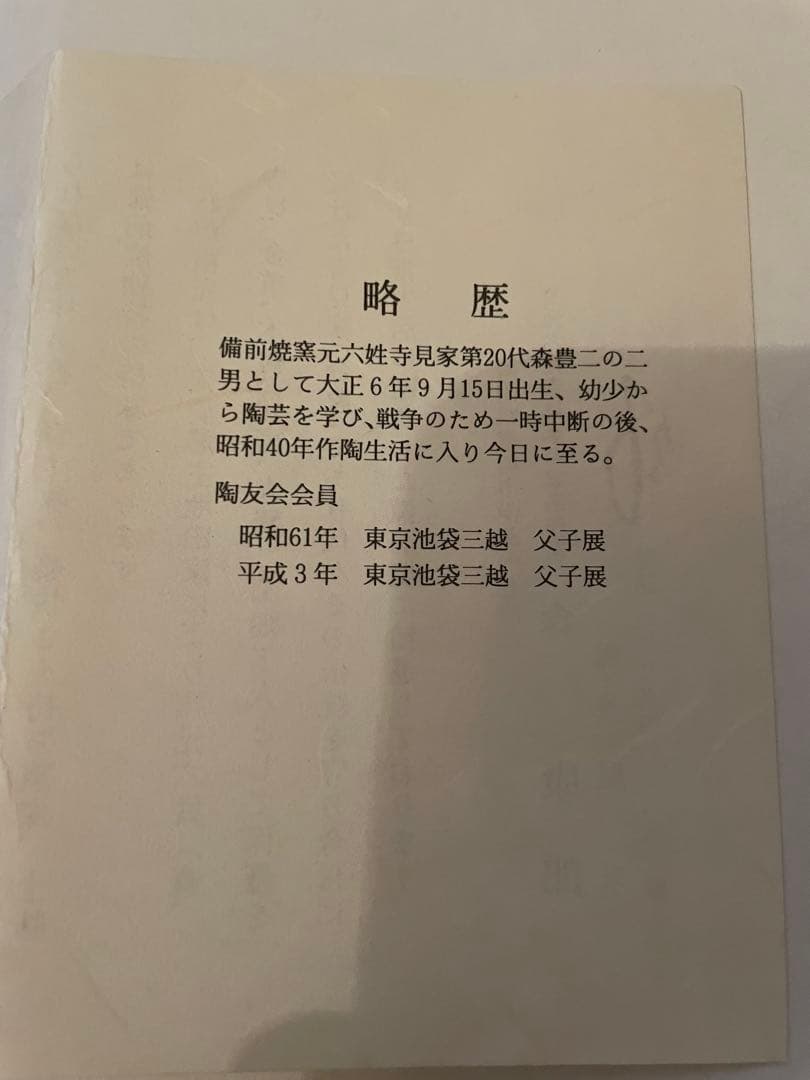 略　歴
備前焼窯元六姓寺見家第20代森豊二の二
男として大正６年９月15日出生、幼少か
ら陶芸を学び、戦争のため一時中断の後、
昭和40年作陶生活に入り今日に至る。
陶友会会員
昭和61年　東京池袋三越　父子展
平成３年　東京池袋三越　父子展